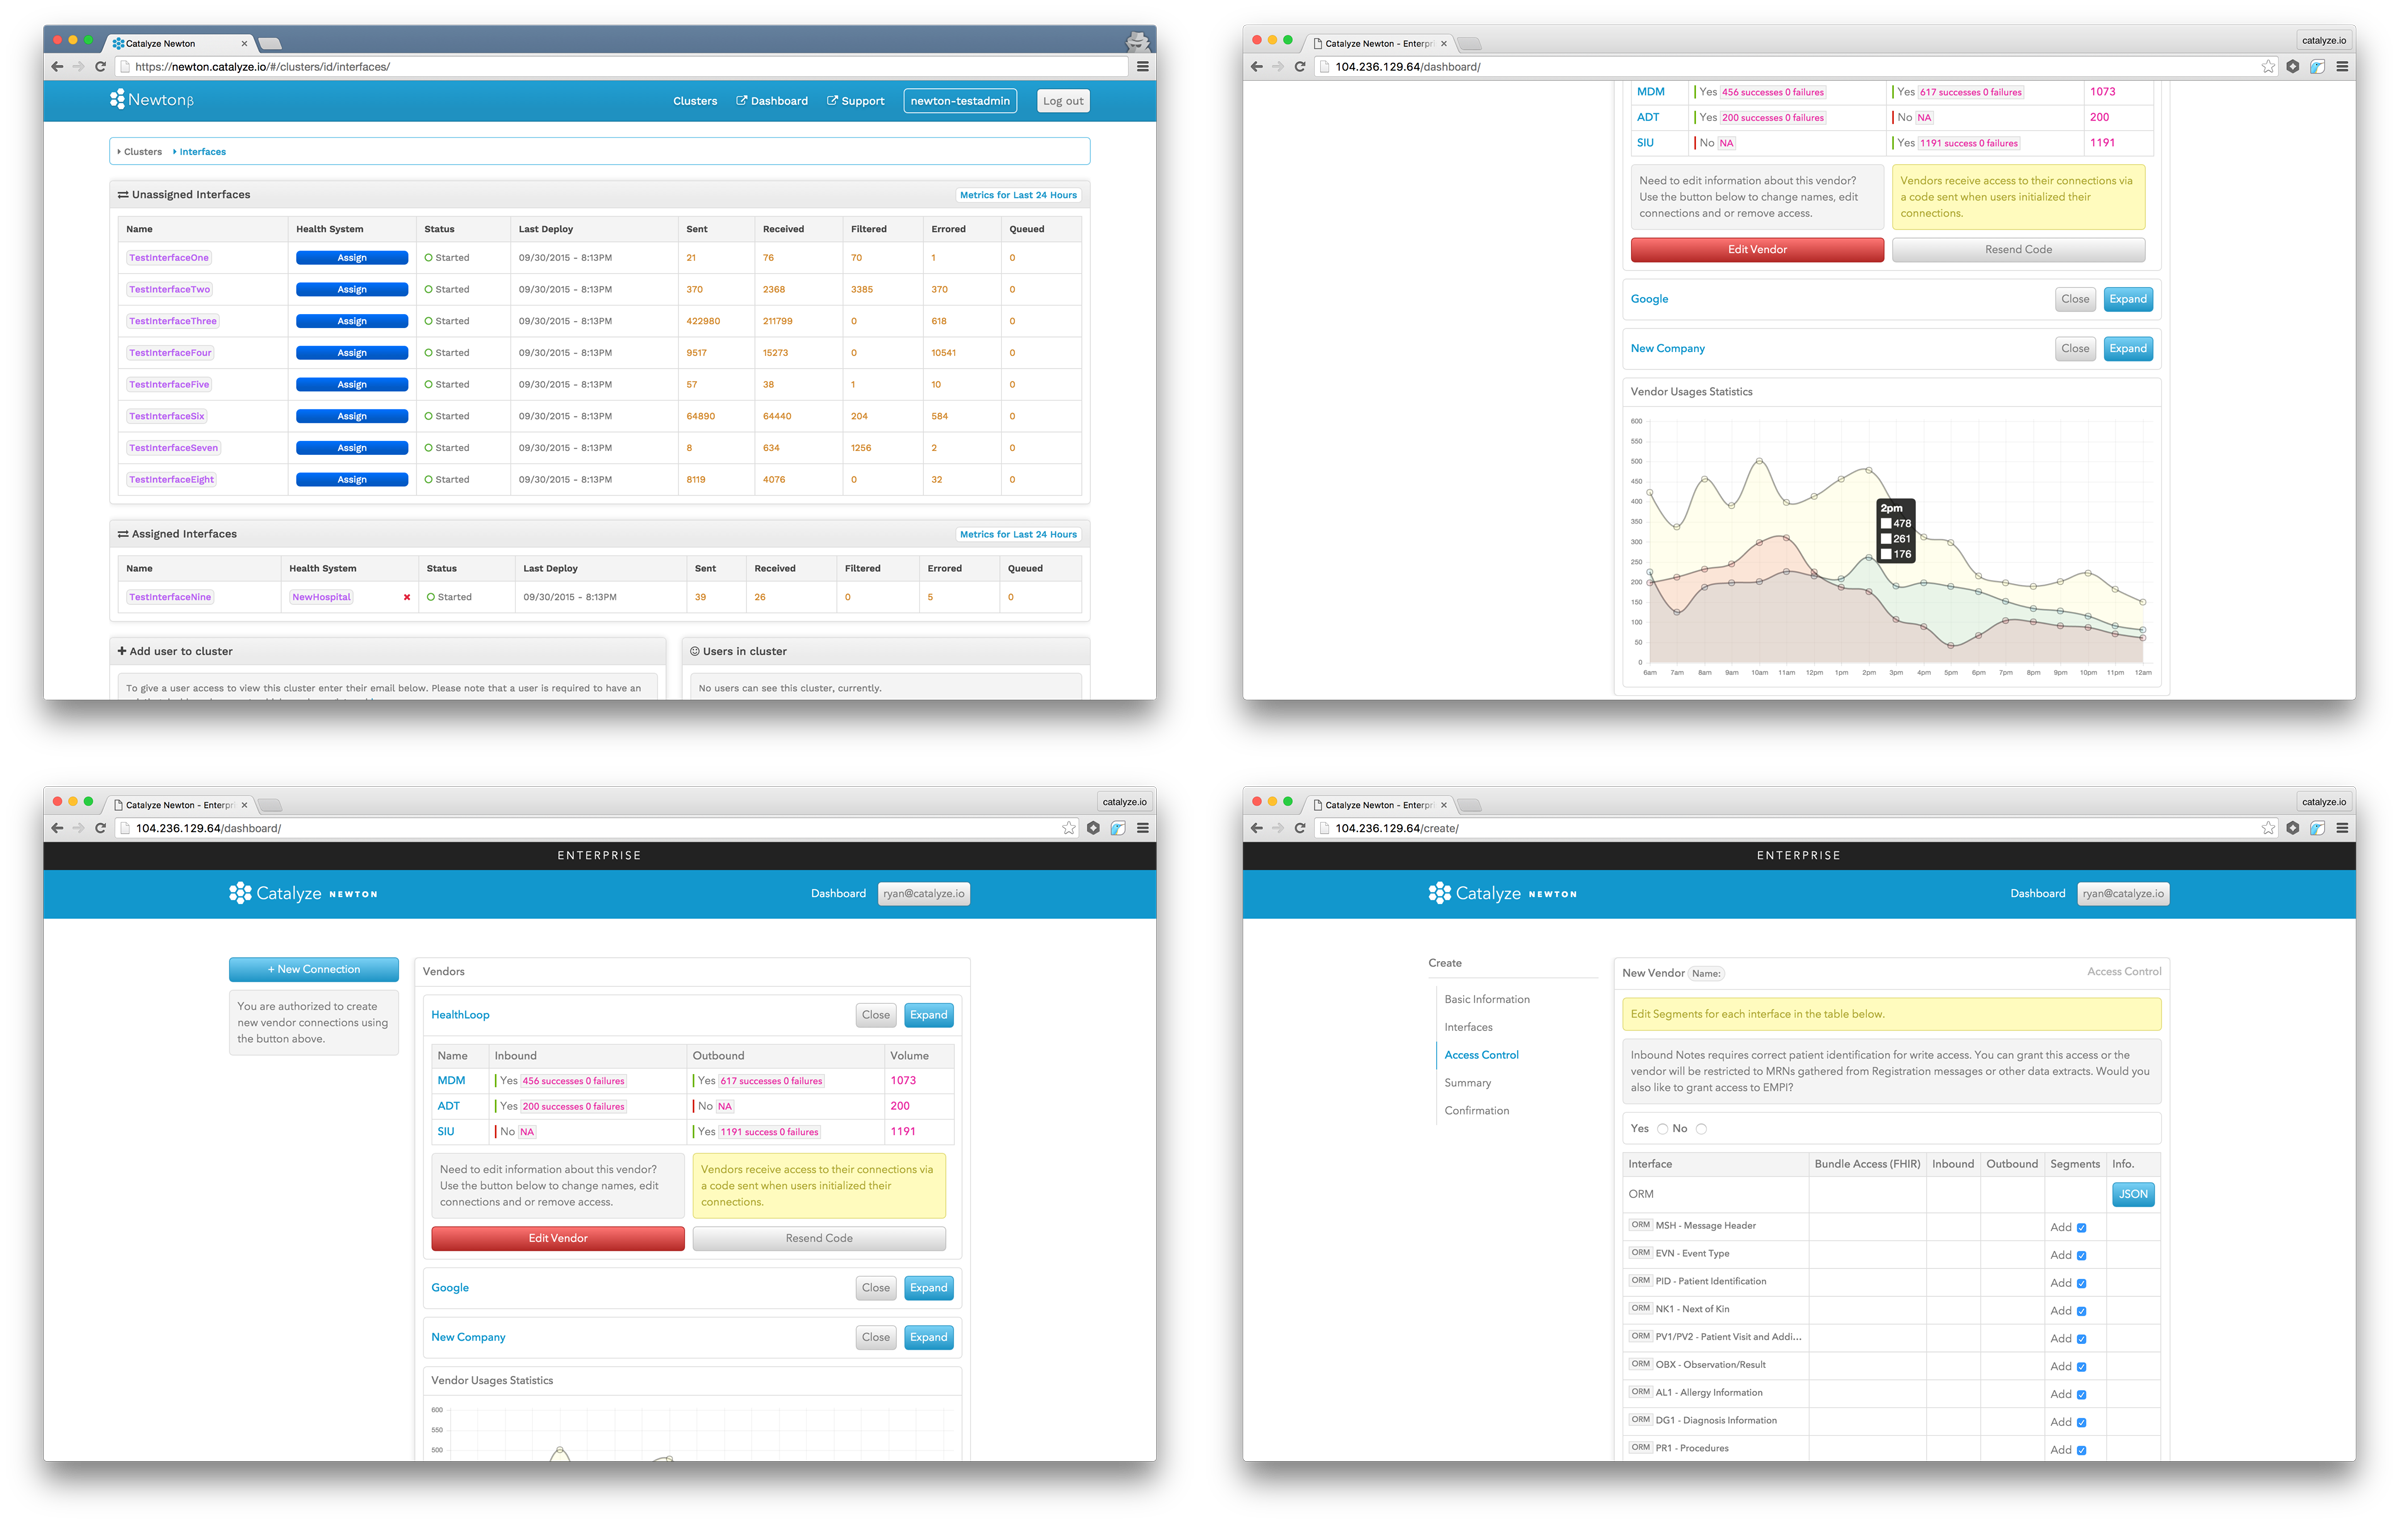 Catalyze Newton
https://newton.catalyze.io/#/clusters/id/interfaces/
Newtonβ Clusters Dashboard Support newton-testadmin Log out
Clusters Interfaces
Unassigned Interfaces Metrics for Last 24 Hours
Name Health System Status Last Deploy Sent Received Filtered Errored Queued
TestInterfaceOne Assign Started 09/30/2015 - 8:13PM 21 76 70 1 0
TestInterfaceTwo Assign Started 09/30/2015 - 8:13PM 370 2368 3385 370 0
TestInterfaceThree Assign Started 09/30/2015 - 8:13PM 422980 211799 0 618 0
TestInterfaceFour Assign Started 09/30/2015 - 8:13PM 9517 15273 0 10541 0
TestInterfaceFive Assign Started 09/30/2015 - 8:13PM 57 38 1 10 0
TestInterfaceSix Assign Started 09/30/2015 - 8:13PM 64890 64440 204 584 0
TestInterfaceSeven Assign Started 09/30/2015 - 8:13PM 8 634 1256 2 0
TestInterfaceEight Assign Started 09/30/2015 - 8:13PM 8119 4076 0 32 0
Assigned Interfaces Metrics for Last 24 Hours
Name Health System Status Last Deploy Sent Received Filtered Errored Queued
TestInterfaceNine NewHospital Started 09/30/2015 - 8:13PM 39 26 0 5 0
Add user to cluster
To give a user access to view this cluster enter their email below. Please note that a user is required to have an
Users in cluster
No users can see this cluster, currently.
Catalyze Newton - Enterpri catalyze.io
104.236.129.64/dashboard/
MDM Yes 456 successes 0 failures Yes 617 successes 0 failures 1073
ADT Yes 200 successes 0 failures No NA 200
SIU No NA Yes 1191 success 0 failures 1191
Need to edit information about this vendor?
Use the button below to change names, edit
connections and or remove access.
Vendors receive access to their connections via
a code sent when users initialized their
connections.
Edit Vendor Resend Code
Google Close Expand
New Company Close Expand
Vendor Usages Statistics
600
550
500
450
400
350
300
250
200
150
100
50
0
2pm
478
261
176
6am 7am 8am 9am 10am 11am 12pm 1pm 2pm 3pm 4pm 5pm 6pm 7pm 8pm 9pm 10pm 11pm 12am
Catalyze Newton - Enterpri catalyze.io
104.236.129.64/dashboard/
ENTERPRISE
Catalyze NEWTON Dashboard ryan@catalyze.io
+ New Connection
You are authorized to create
new vendor connections using
the button above.
Vendors
HealthLoop Close Expand
Name Inbound Outbound Volume
MDM Yes 456 successes 0 failures Yes 617 successes 0 failures 1073
ADT Yes 200 successes 0 failures No NA 200
SIU No NA Yes 1191 success 0 failures 1191
Need to edit information about this vendor?
Use the button below to change names, edit
connections and or remove access.
Vendors receive access to their connections via
a code sent when users initialized their
connections.
Edit Vendor Resend Code
Google Close Expand
New Company Close Expand
Vendor Usages Statistics
600
550
500
Catalyze Newton - Enterpri catalyze.io
104.236.129.64/create/
ENTERPRISE
Catalyze NEWTON Dashboard ryan@catalyze.io
Create
Basic Information
Interfaces
Access Control
Summary
Confirmation
New Vendor Name: Access Control
Edit Segments for each interface in the table below.
Inbound Notes requires correct patient identification for write access. You can grant this access or the
vendor will be restricted to MRNs gathered from Registration messages or other data extracts. Would you
also like to grant access to EMPI?
Yes No
Interface Bundle Access (FHIR) Inbound Outbound Segments Info.
ORM JSON
ORM MSH - Message Header Add
ORM EVN - Event Type Add
ORM PID - Patient Identification Add
ORM NK1 - Next of Kin Add
ORM PV1/PV2 - Patient Visit and Addi... Add
ORM OBX - Observation/Result Add
ORM AL1 - Allergy Information Add
ORM DG1 - Diagnosis Information Add
ORM PR1 - Procedures Add